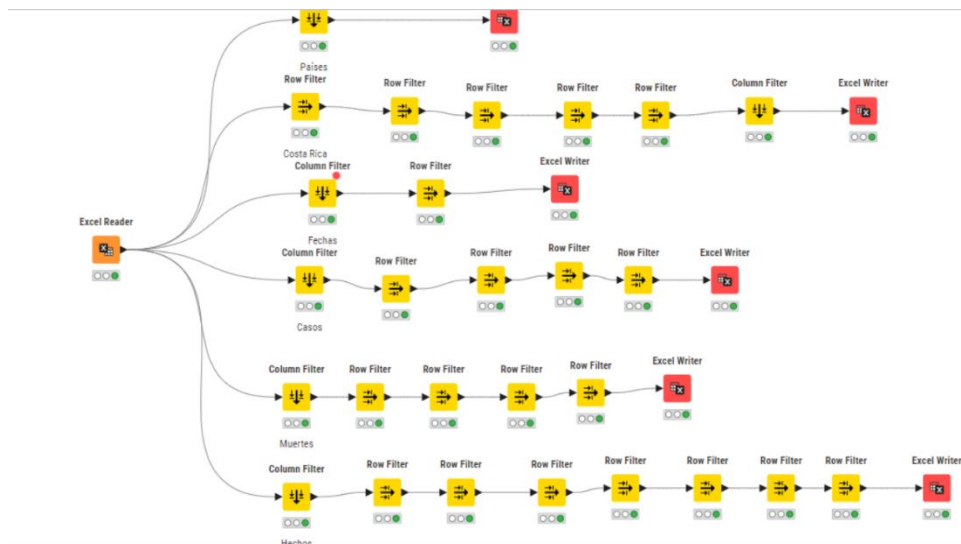 Países
Row Filter
Row Filter
Row Filter
Row Filter
Row Filter
Column Filter
Excel Writer
Costa Rica
Column Filter
Row Filter
Excel Writer
Excel Reader
Fechas
Column Filter
Row Filter
Row Filter
Row Filter
Row Filter
Excel Writer
Casos
Column Filter
Row Filter
Row Filter
Row Filter
Row Filter
Excel Writer
Muertes
Column Filter
Row Filter
Row Filter
Row Filter
Row Filter
Row Filter
Row Filter
Row Filter
Excel Writer
Hechos